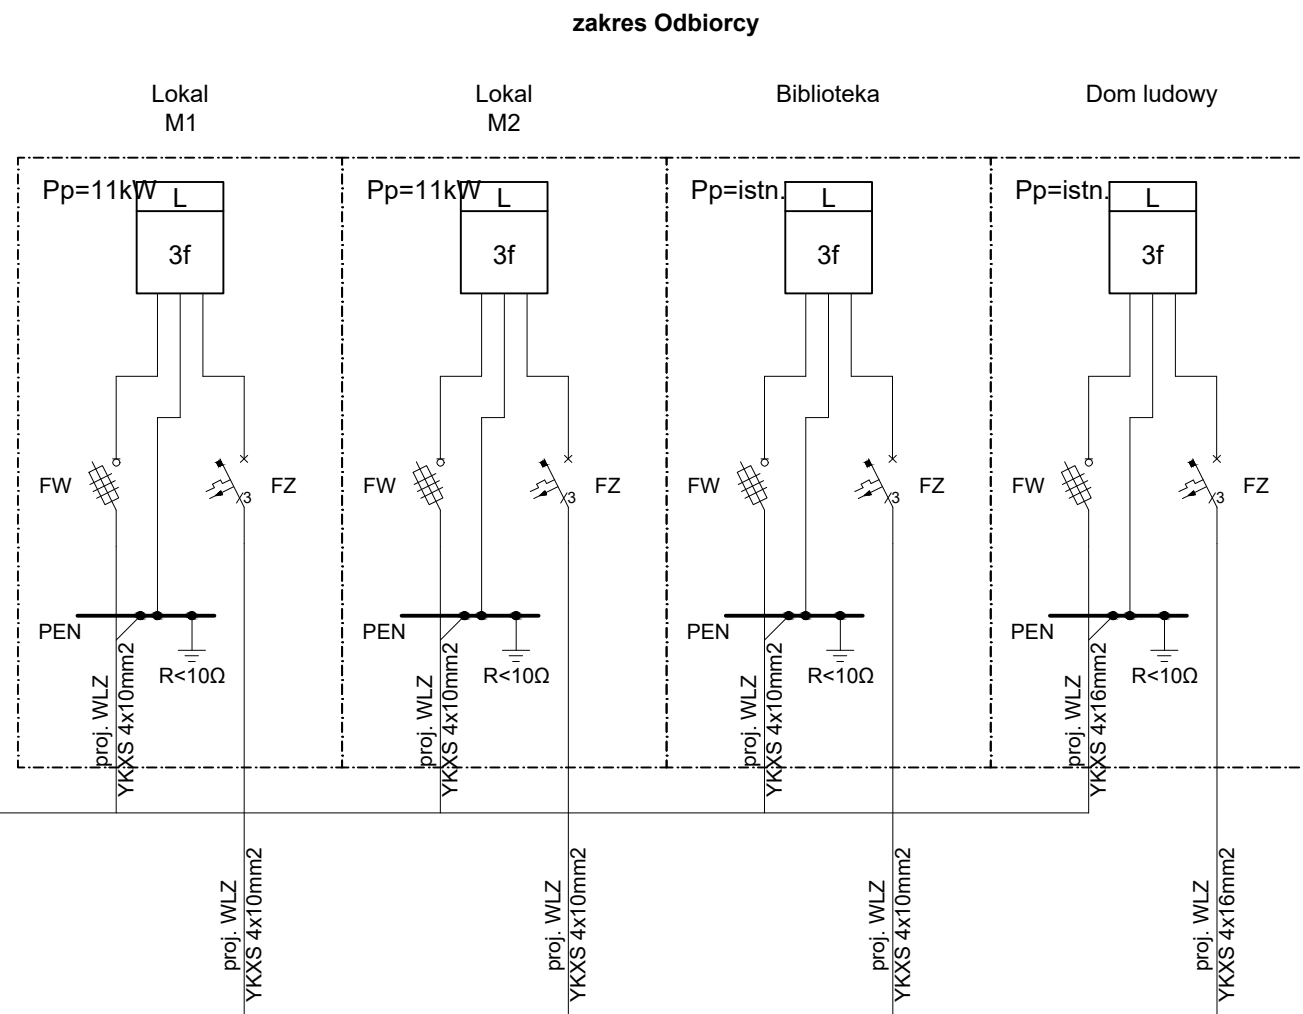 zakres Odbiorcy
Lokal
M1
Lokal
M2
Biblioteka
Dom ludowy
Pp=11kW
L
3f
Pp=11kW
L
3f
Pp=istn.
L
3f
Pp=istn.
L
3f
FW
3
FZ
FW
3
FZ
FW
3
FZ
FW
3
FZ
PEN
R<10Ω
PEN
R<10Ω
PEN
R<10Ω
PEN
R<10Ω
proj. WLZ
YKXS 4x10mm2
proj. WLZ
YKXS 4x10mm2
proj. WLZ
YKXS 4x10mm2
proj. WLZ
YKXS 4x16mm2
proj. WLZ
YKXS 4x10mm2
proj. WLZ
YKXS 4x10mm2
proj. WLZ
YKXS 4x10mm2
proj. WLZ
YKXS 4x16mm2